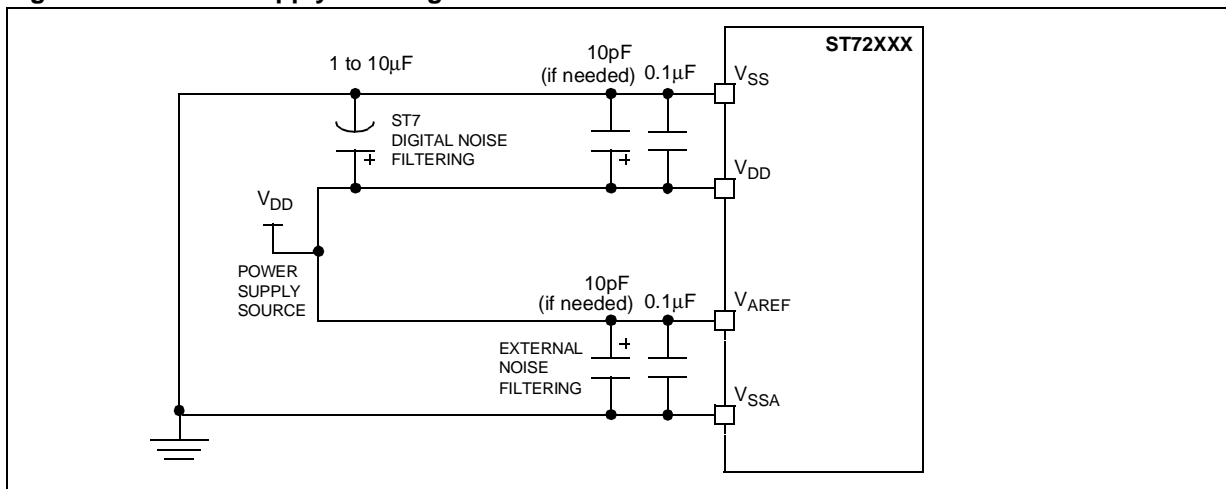 ST72XXX
10pF
1 to 10μF
(if needed) 0.1μF
VSS
ST7
DIGITAL NOISE
+ FILTERING
+
VDD
VDD
POWER
SUPPLY
SOURCE
10pF
(if needed) 0.1μF
VAREF
+
EXTERNAL
NOISE
FILTERING
VSSA